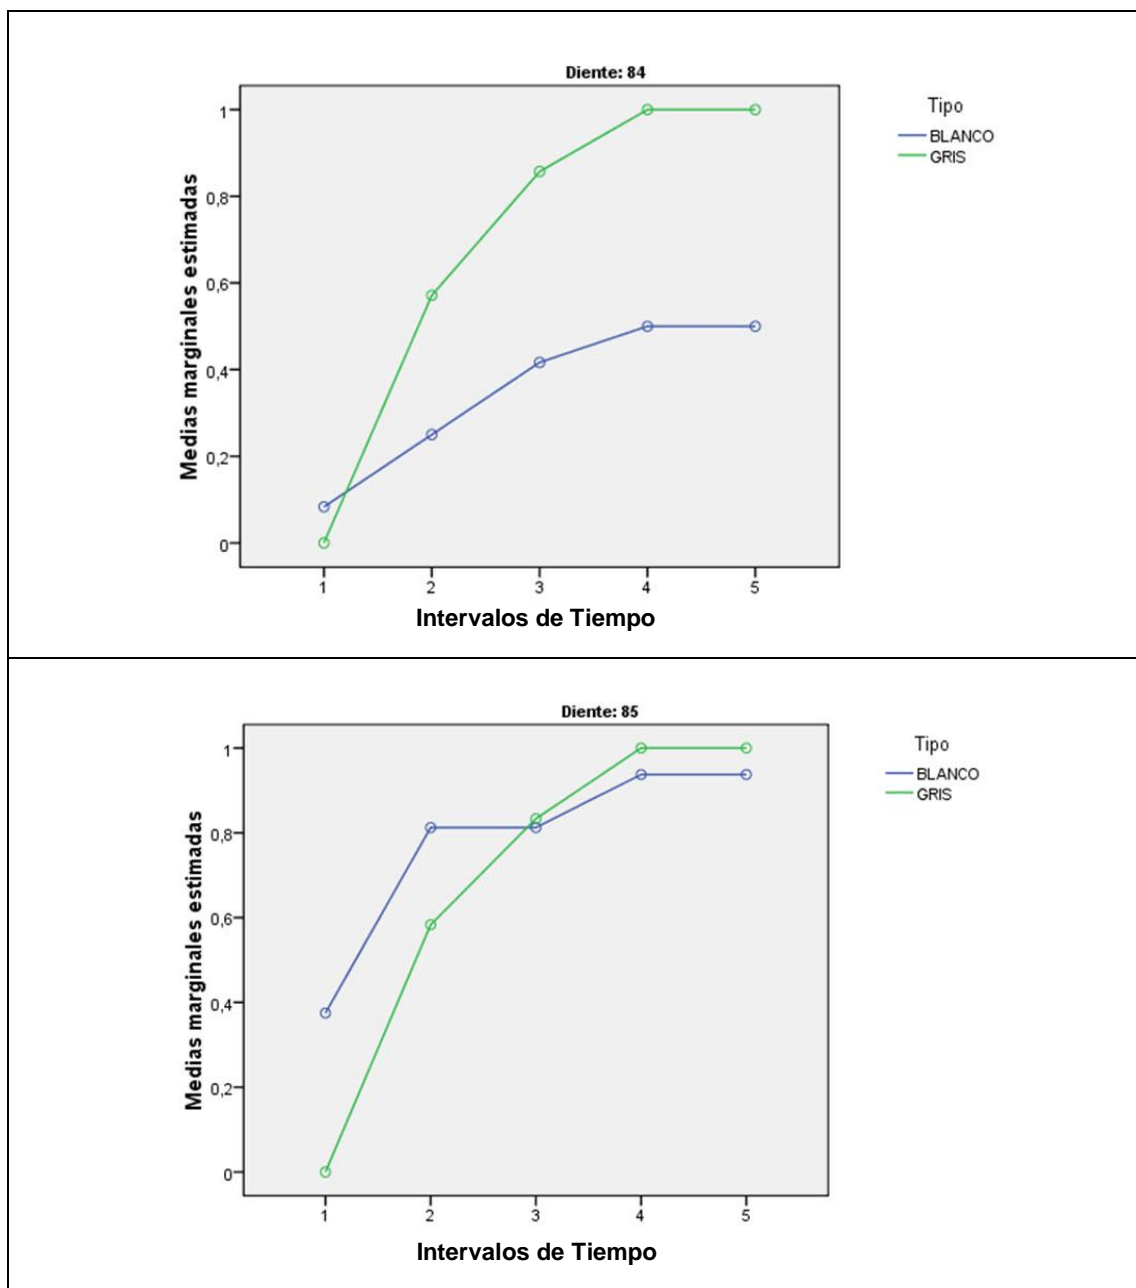 Diente: 84
Tipo
BLANCO
GRIS
Medias marginales estimadas
1
0,8
0,6
0,4
0,2
0
1 2 3 4 5
Intervalos de Tiempo
Diente: 85
Tipo
BLANCO
GRIS
Medias marginales estimadas
1
0,8
0,6
0,4
0,2
0
1 2 3 4 5
Intervalos de Tiempo